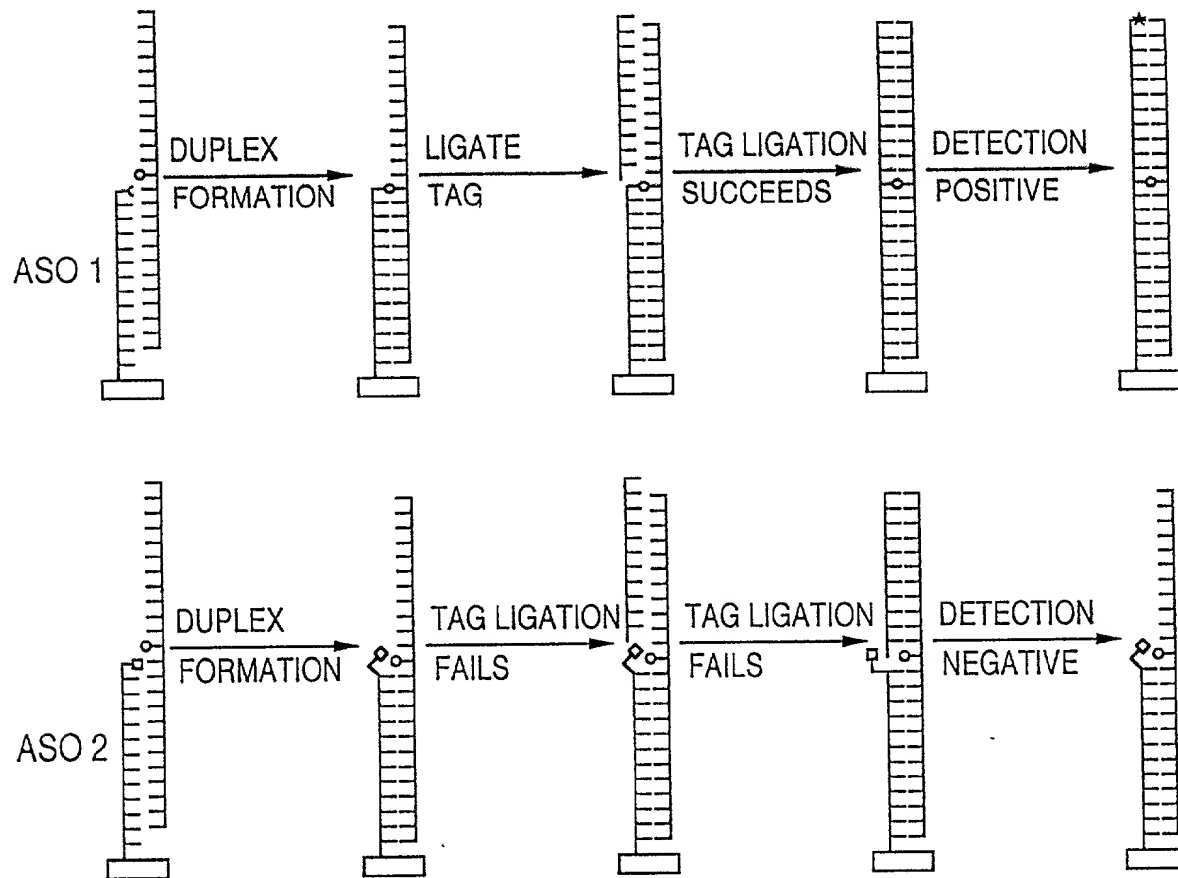 DUPLEX
FORMATION
LIGATE
TAG
TAG LIGATION
SUCCEEDS
DETECTION
POSITIVE
ASO 1
DUPLEX
FORMATION
TAG LIGATION
FAILS
TAG LIGATION
FAILS
DETECTION
NEGATIVE
ASO 2